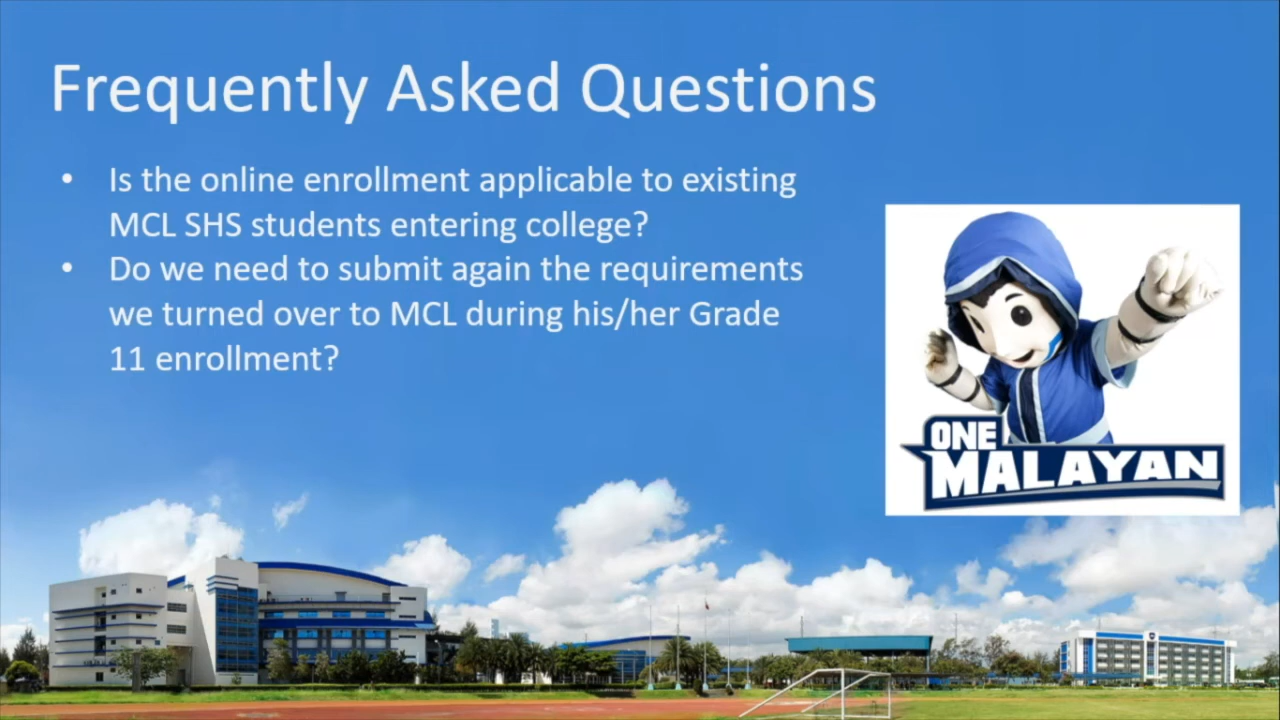 Frequently Asked Questions
• Is the online enrollment applicable to existing
MCL SHS students entering college?
• Do we need to submit again the requirements
we turned over to MCL during his/her Grade
11 enrollment?
ONE
MALAYAN